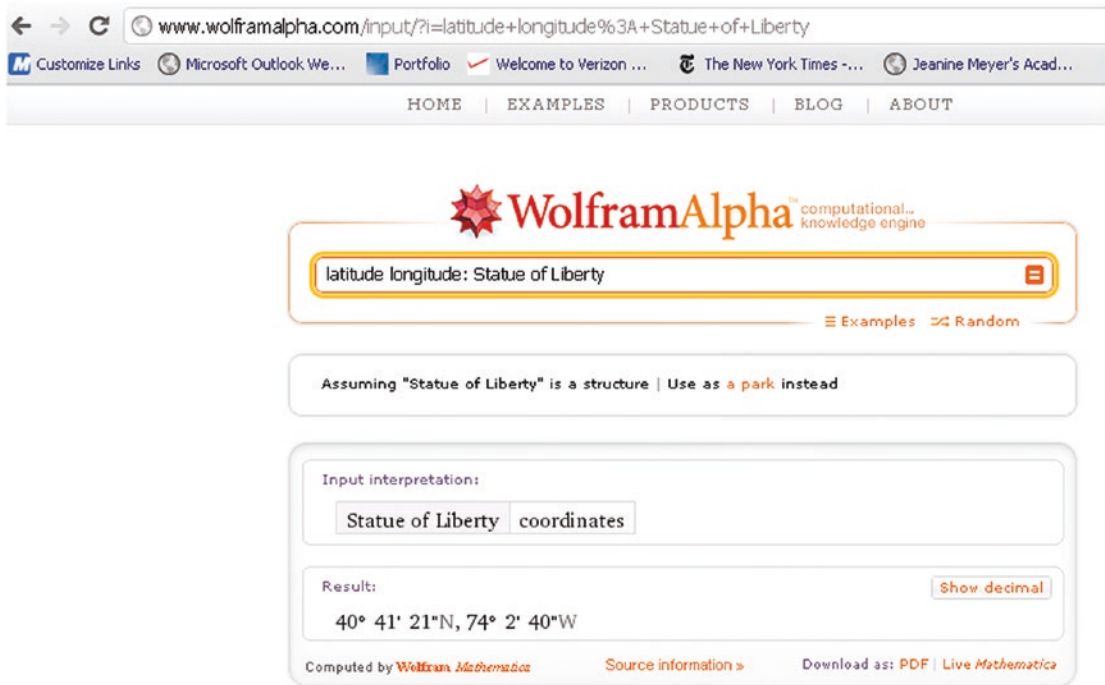 www.wolframalpha.com/input/?i=latitude+longitude%3A+Statue+of+Liberty
Customize Links Microsoft Outlook We... Portfolio Welcome to Verizon ... The New York Times -... Jeanine Meyer's Acad...
HOME | EXAMPLES | PRODUCTS | BLOG | ABOUT
WolframAlpha™ computational..
knowledge engine
latitude longitude: Statue of Liberty
Examples Random
Assuming "Statue of Liberty" is a structure | Use as a park instead
Input interpretation:
Statue of Liberty coordinates
Result: Show decimal
40° 41' 21"N, 74° 2' 40"W
Computed by Wolfram Mathematica Source information » Download as: PDF | Live Mathematica